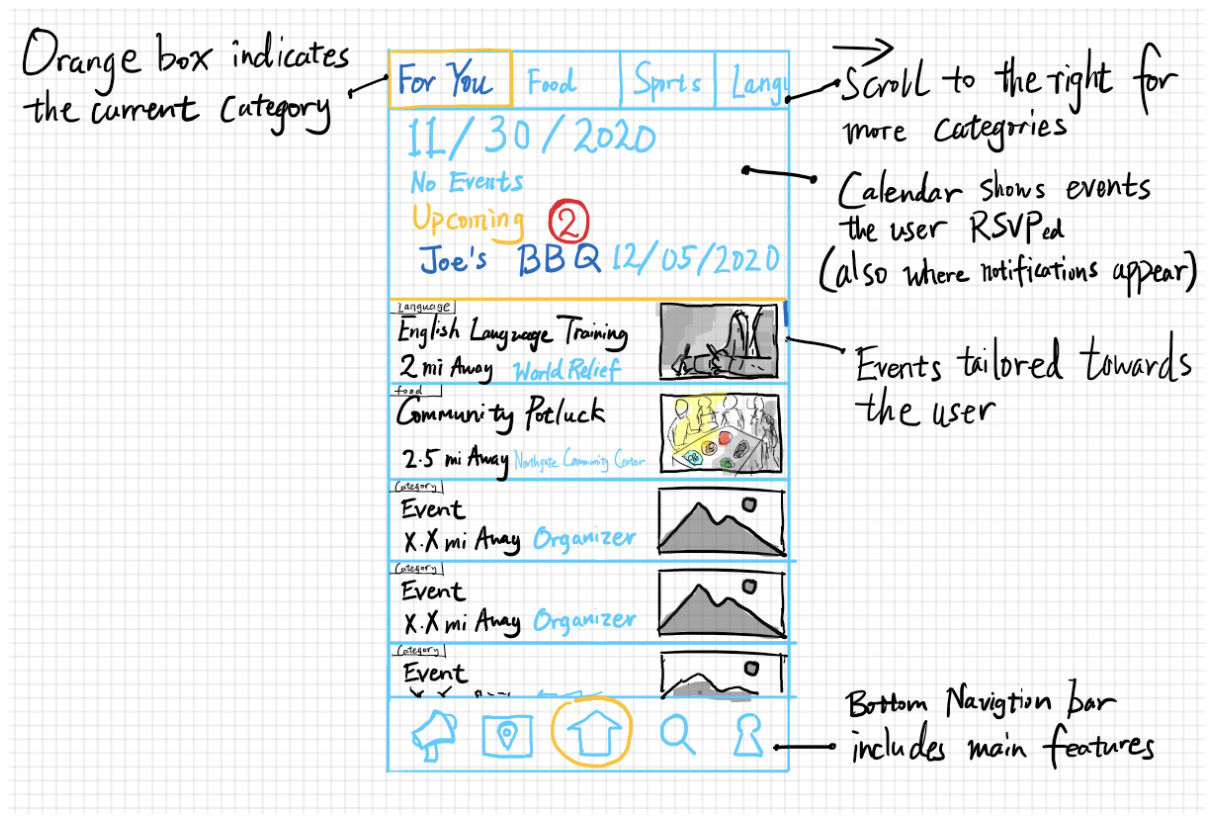 Orange box indicates
the current Category
For You
Food
Sports
Langu
Scroll to the right for
more Categories
11/30/2020
No Events
Upcoming 2
Joe's BBQ 12/05/2020
Calendar shows events
the user RSVPed
(also where notifications appear)
Language
English Language Training
2 mi Away World Relief
Events tailored towards
the user
food
Community Potluck
2.5 mi Away Northgate Community Center
Category
Event
X.X mi Away Organizer
Category
Event
X.X mi Away Organizer
Category
Event
Bottom Navigtion bar
includes main features